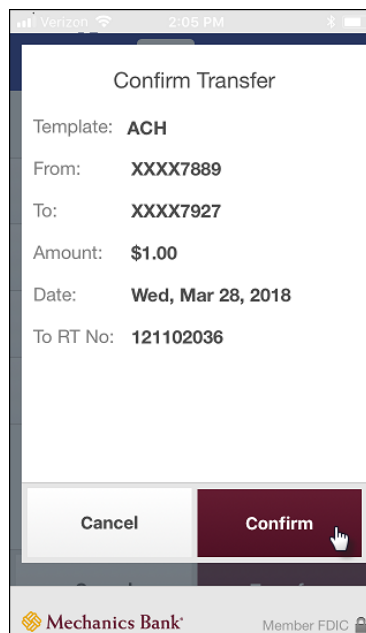 Verizon 2:05 PM
Confirm Transfer
Template: ACH
From: XXXX7889
To: XXXX7927
Amount: $1.00
Date: Wed, Mar 28, 2018
To RT No: 121102036
Cancel Confirm
Mechanics Bank
Member FDIC